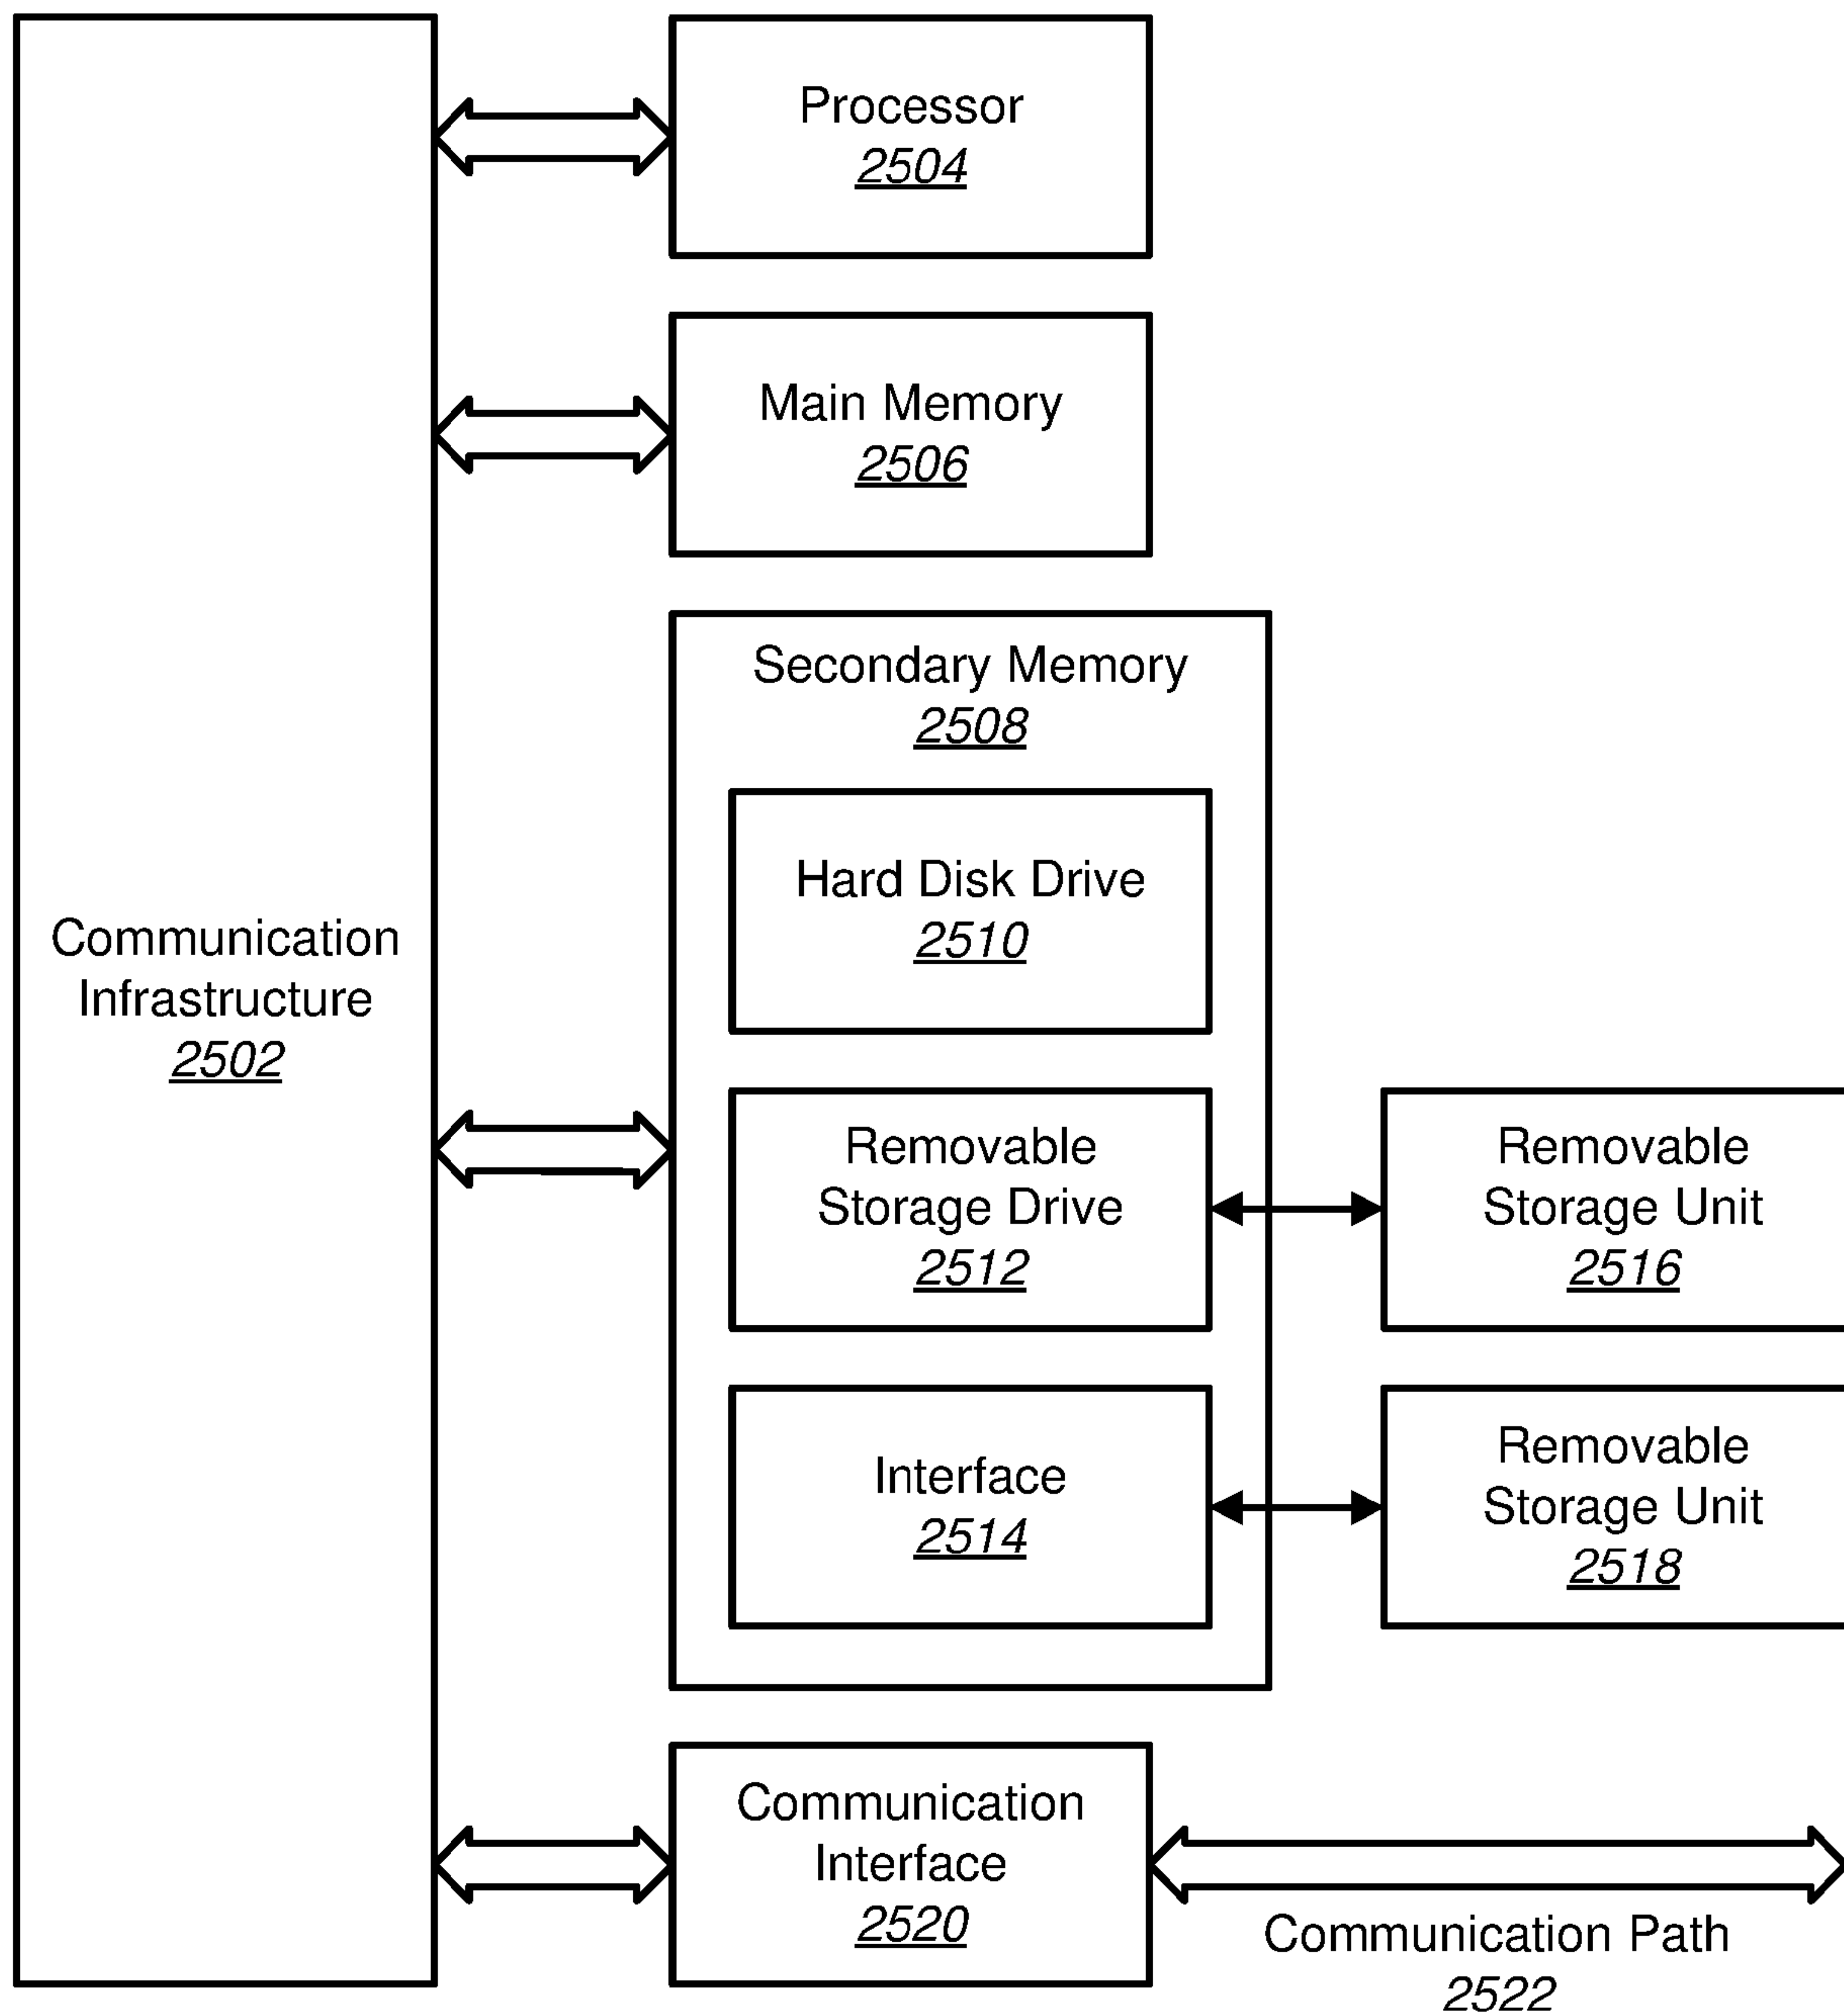 Processor
2504
Main Memory
2506
Secondary Memory
2508
Hard Disk Drive
2510
Communication
Infrastructure
2502
Removable
Storage Drive
2512
Removable
Storage Unit
2516
Interface
2514
Removable
Storage Unit
2518
Communication
Interface
2520
Communication Path
2522